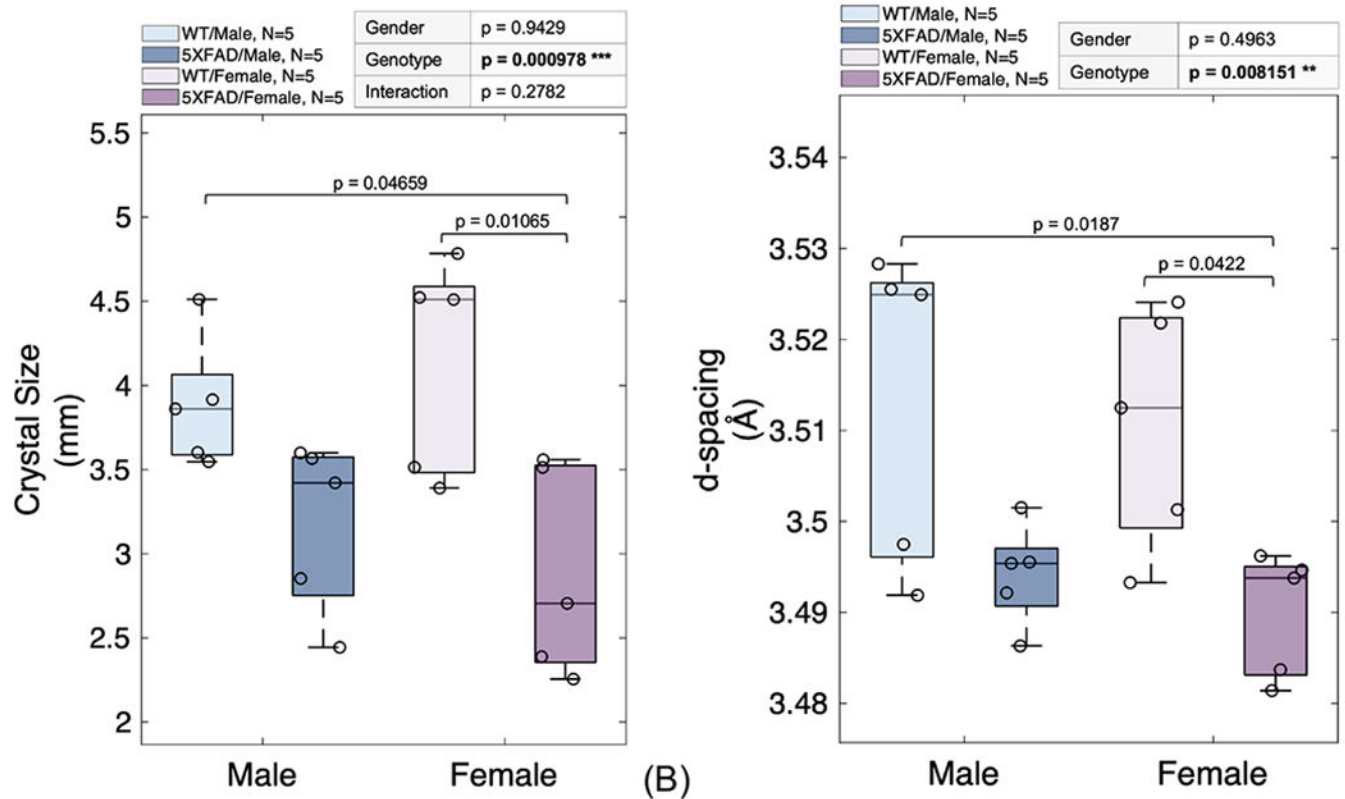 WT/Male, N=5
5XFAD/Male, N=5
WT/Female, N=5
5XFAD/Female, N=5
Gender p = 0.9429
Genotype p = 0.000978 ***
Interaction p = 0.2782
Crystal Size
(mm)
5.5
5
4.5
4
3.5
3
2.5
2
p = 0.04659
p = 0.01065
Male Female
(B)
WT/Male, N=5
5XFAD/Male, N=5
WT/Female, N=5
5XFAD/Female, N=5
Gender p = 0.4963
Genotype p = 0.008151 **
d-spacing
(Å)
3.54
3.53
3.52
3.51
3.5
3.49
3.48
p = 0.0187
p = 0.0422
Male Female